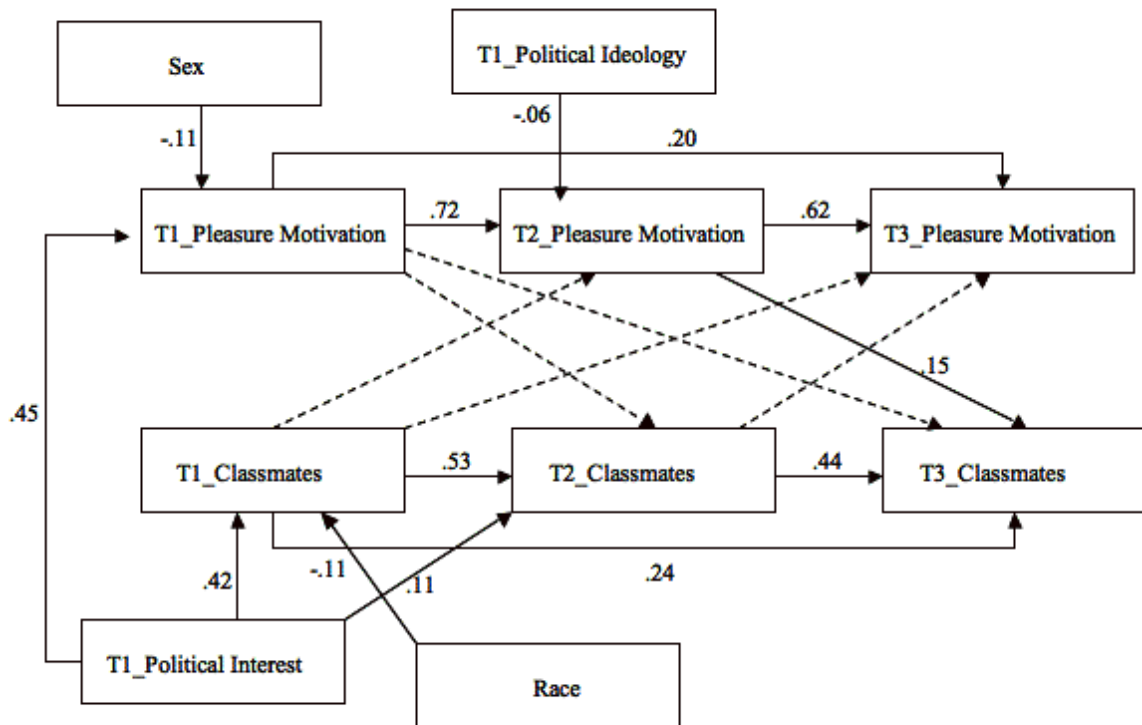 Sex
T1_Political Ideology
-.11
-.06
.20
T1_Pleasure Motivation
.72
T2_Pleasure Motivation
.62
T3_Pleasure Motivation
.15
.45
T1_Classmates
.53
T2_Classmates
.44
T3_Classmates
.42
-.11
.11
.24
T1_Political Interest
Race